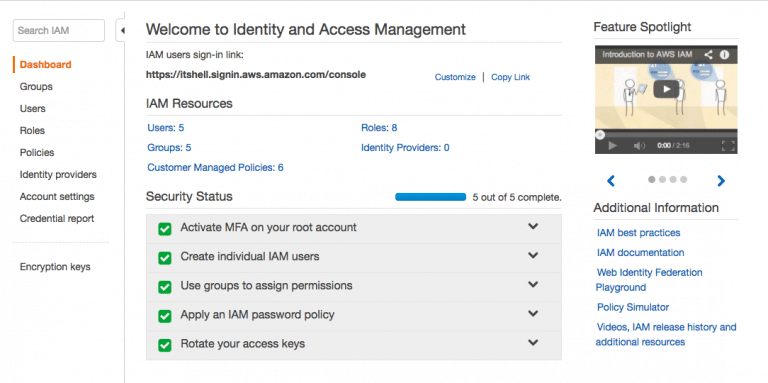 Search IAM
Dashboard
Groups
Users
Roles
Policies
Identity providers
Account settings
Credential report
Encryption keys
Welcome to Identity and Access Management
IAM users sign-in link:
https://itshell.signin.aws.amazon.com/console
Customize | Copy Link
IAM Resources
Users: 5 Roles: 8
Groups: 5 Identity Providers: 0
Customer Managed Policies: 6
Security Status 5 out of 5 complete.
Activate MFA on your root account
Create individual IAM users
Use groups to assign permissions
Apply an IAM password policy
Rotate your access keys
Feature Spotlight
Introduction to AWS IAM
0:00 / 2:16
Additional Information
IAM best practices
IAM documentation
Web Identity Federation
Playground
Policy Simulator
Videos, IAM release history and
additional resources